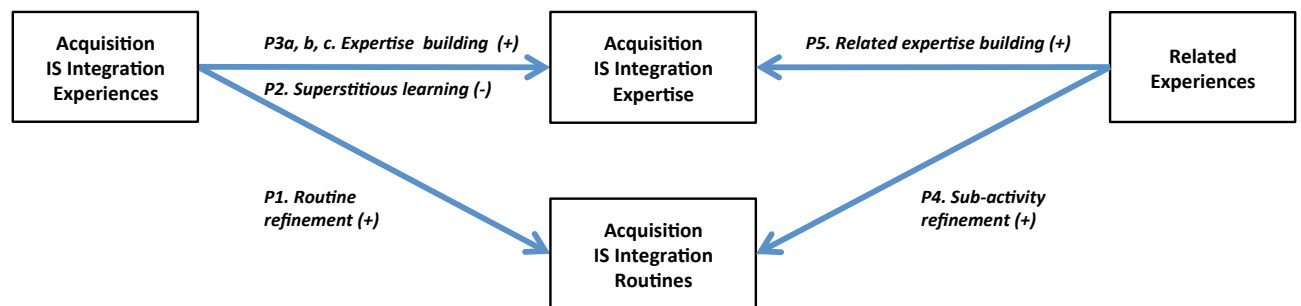 Acquisition
IS Integration
Experiences
P3a, b, c. Expertise building (+)
P2. Superstitious learning (-)
Acquisition
IS Integration
Expertise
P5. Related expertise building (+)
Related
Experiences
P1. Routine
refinement (+)
Acquisition
IS Integration
Routines
P4. Sub-activity
refinement (+)